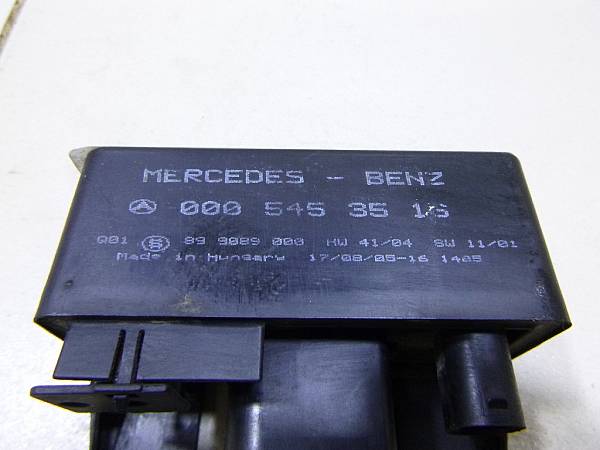 MERCEDES - BENZ
000 545 35 16
Q01 S 89 9089 000 HW 41/04 SW 11/01
Made in Hungary 17/08/05-16 1405